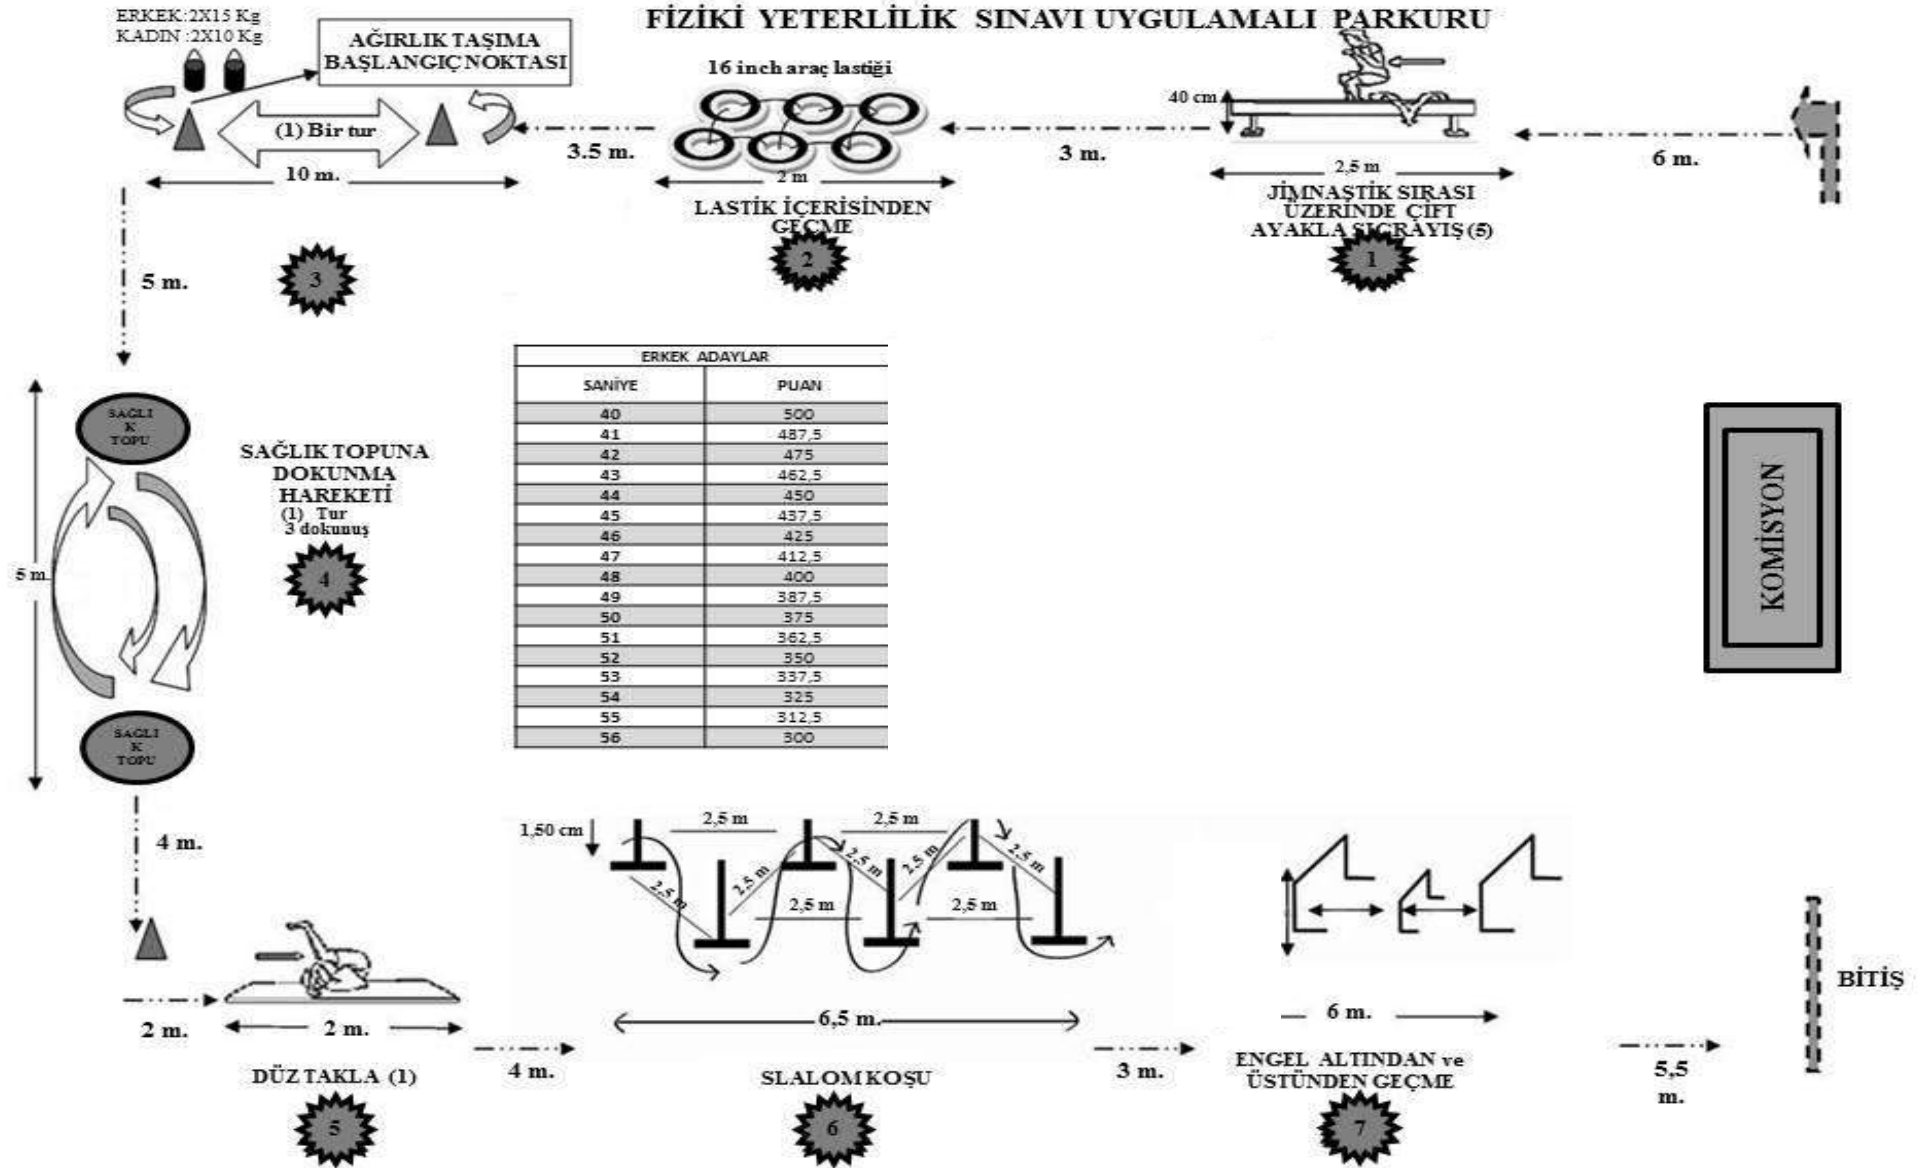 FİZİKİ YETERLİLİK SINAVI UYGULAMALI PARKURU
ERKEK:2X15 Kg
KADIN :2X10 Kg
AĞIRLIK TAŞIMA
BAŞLANGIÇ NOKTASI
(1) Bir tur
10 m.
3.5 m.
16 inch araç lastiği
2 m
LASTİK İÇERİSİNDEN
GEÇME
2
3 m.
40 cm
2,5 m
JİMNASTİK SIRASI
ÜZERİNDE ÇİFT
AYAKLA SIÇRAYIŞ (5)
1
6 m.
5 m.
3
SAĞLI
K
TOPU
SAĞLIK TOPUNA
DOKUNMA
HAREKETİ
(1) Tur
3 dokunuş
4
5 m.
SAĞLI
K
TOPU
ERKEK ADAYLAR
SANİYE PUAN
40 500
41 487,5
42 475
43 462,5
44 450
45 437,5
46 425
47 412,5
48 400
49 387,5
50 375
51 362,5
52 350
53 337,5
54 325
55 312,5
56 300
KOMİSYON
4 m.
2 m.
2 m.
DÜZ TAKLA (1)
5
4 m.
1,50 cm
2,5 m
2,5 m
2,5 m
2,5 m
2,5 m
2,5 m
2,5 m
2,5 m
2,5 m
6,5 m.
SLALOM KOŞU
6
3 m.
6 m.
ENGEL ALTINDAN ve
ÜSTÜNDEN GEÇME
7
5,5
m.
BİTİŞ